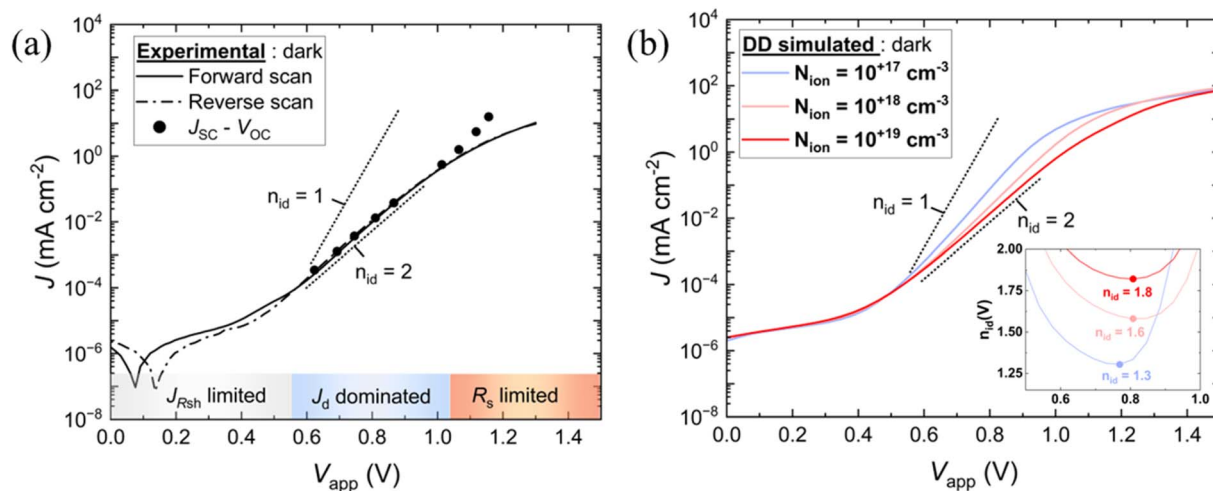 (a)
Experimental : dark
Forward scan
Reverse scan
J_SC - V_OC
n_id = 1
n_id = 2
J_Rsh limited
J_d dominated
R_s limited
10^4
10^2
10^0
10^-2
10^-4
10^-6
10^-8
J (mA cm^-2)
0.0 0.2 0.4 0.6 0.8 1.0 1.2 1.4
V_app (V)
(b)
DD simulated : dark
N_ion = 10^+17 cm^-3
N_ion = 10^+18 cm^-3
N_ion = 10^+19 cm^-3
n_id = 1
n_id = 2
2.00
1.75
1.50
1.25
n_id(V)
n_id = 1.8
n_id = 1.6
n_id = 1.3
0.6 0.8 1.0
10^4
10^2
10^0
10^-2
10^-4
10^-6
10^-8
J (mA cm^-2)
0.0 0.2 0.4 0.6 0.8 1.0 1.2 1.4
V_app (V)